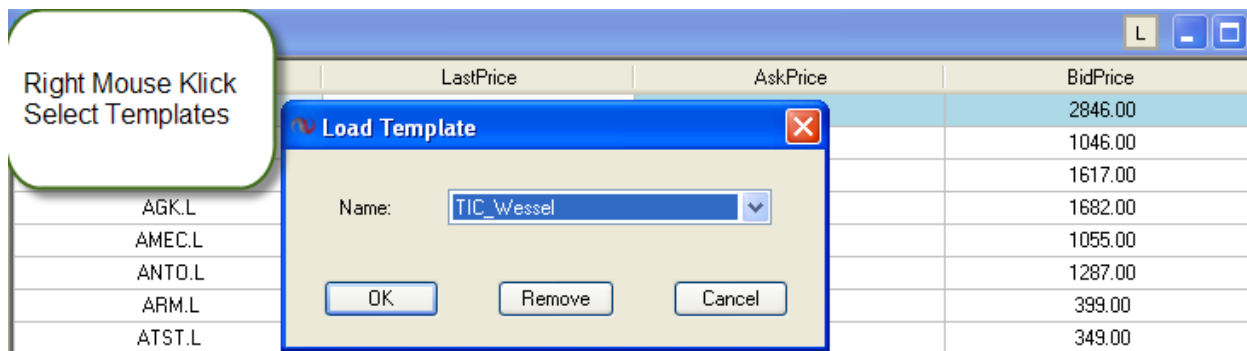 L
Right Mouse Klick
Select Templates
LastPrice AskPrice BidPrice
2846.00
1046.00
1617.00
AGK.L 1682.00
AMEC.L 1055.00
ANTO.L 1287.00
ARM.L 399.00
ATST.L 349.00
Load Template
Name: TIC_Wessel
OK Remove Cancel